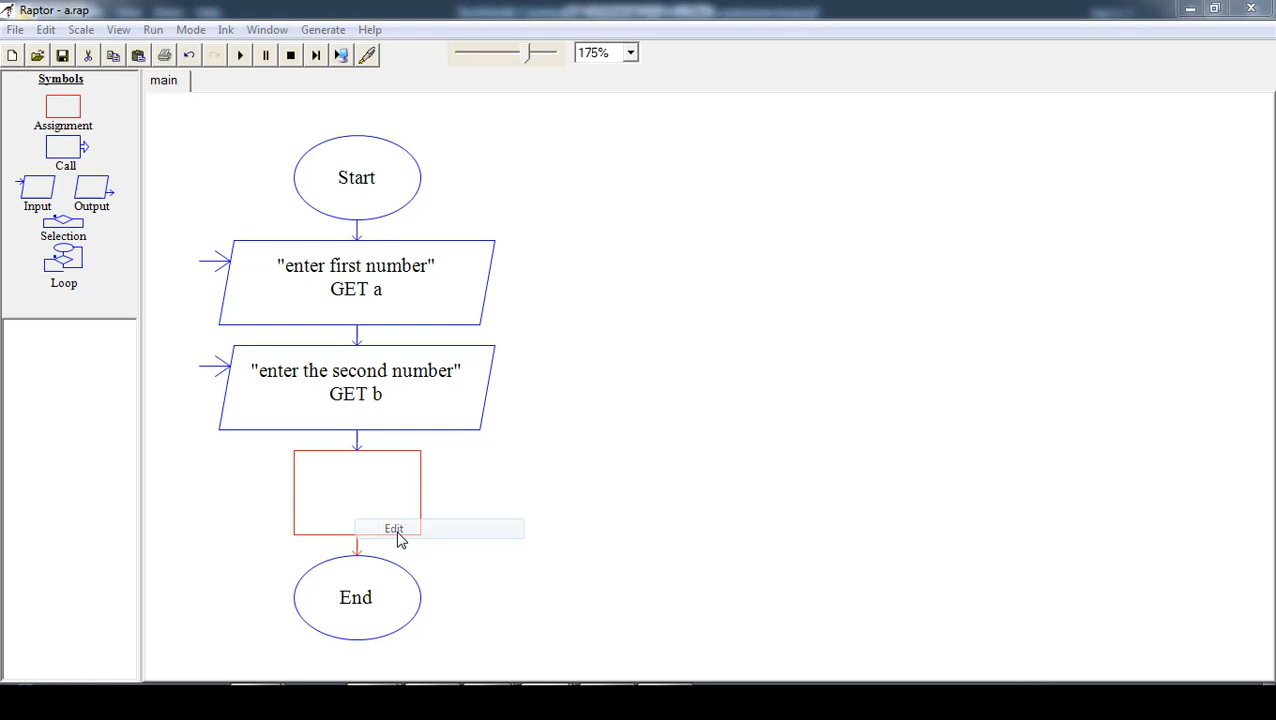 Raptor - a.rap
File Edit Scale View Run Mode Ink Window Generate Help
175%
Symbols
main
Assignment
Call
Input Output
Selection
Loop
Start
"enter first number"
GET a
"enter the second number"
GET b
Edit
End